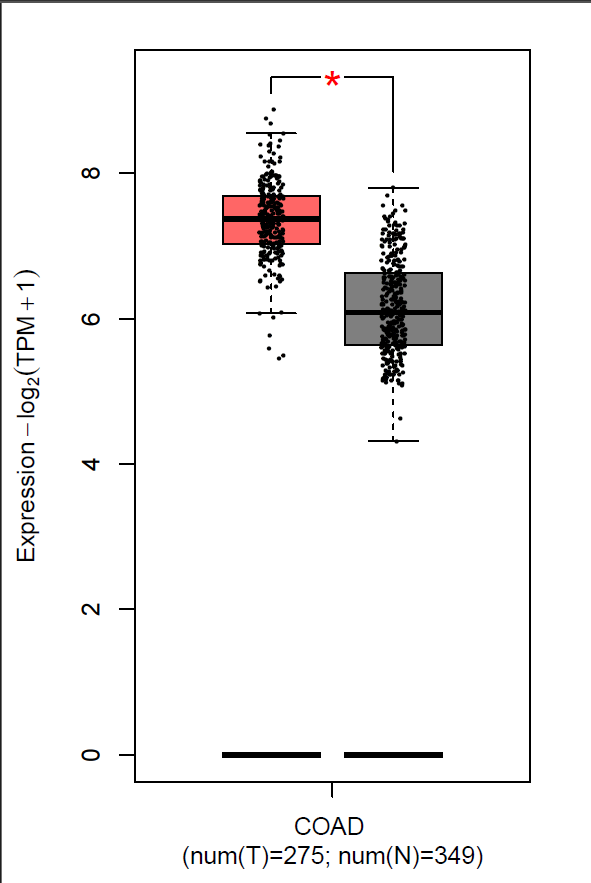 *
8
6
4
2
0
Expression − log₂(TPM + 1)
COAD
(num(T)=275; num(N)=349)